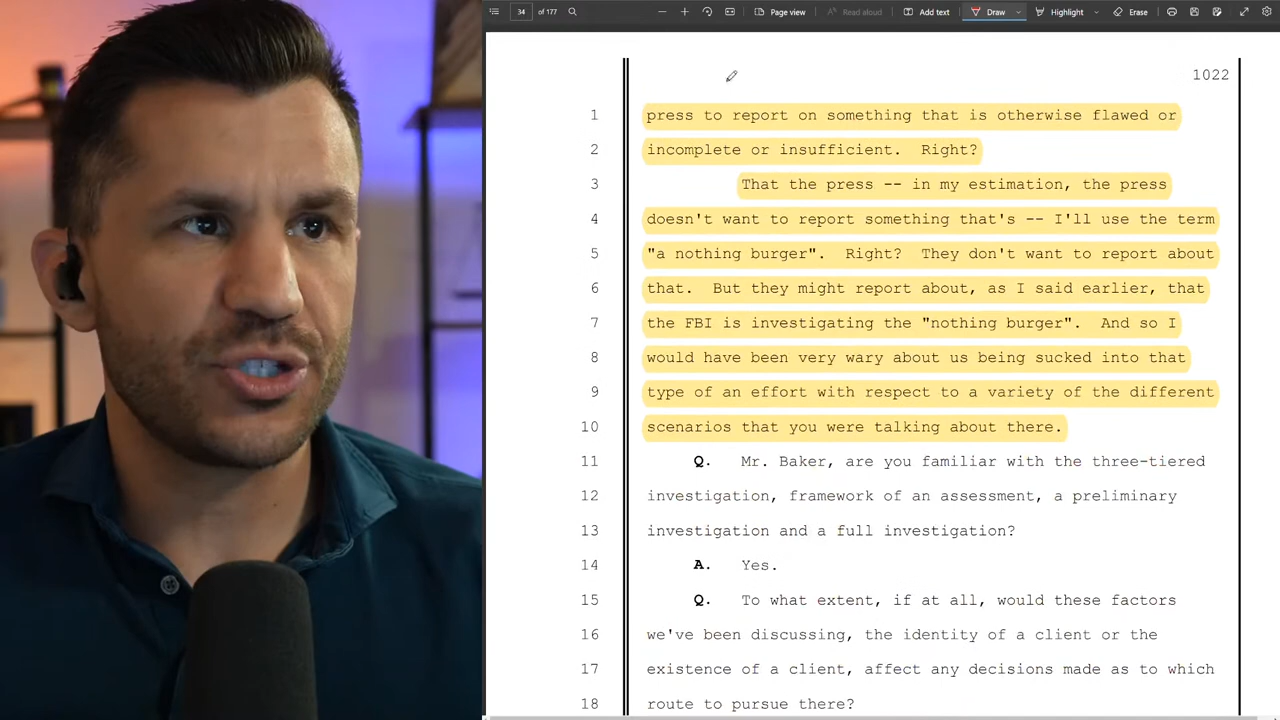 34 of 177 Page view Read aloud Add text Draw Highlight Erase
1022
1 press to report on something that is otherwise flawed or
2 incomplete or insufficient. Right?
3 That the press -- in my estimation, the press
4 doesn't want to report something that's -- I'll use the term
5 "a nothing burger". Right? They don't want to report about
6 that. But they might report about, as I said earlier, that
7 the FBI is investigating the "nothing burger". And so I
8 would have been very wary about us being sucked into that
9 type of an effort with respect to a variety of the different
10 scenarios that you were talking about there.
11 Q. Mr. Baker, are you familiar with the three-tiered
12 investigation, framework of an assessment, a preliminary
13 investigation and a full investigation?
14 A. Yes.
15 Q. To what extent, if at all, would these factors
16 we've been discussing, the identity of a client or the
17 existence of a client, affect any decisions made as to which
18 route to pursue there?